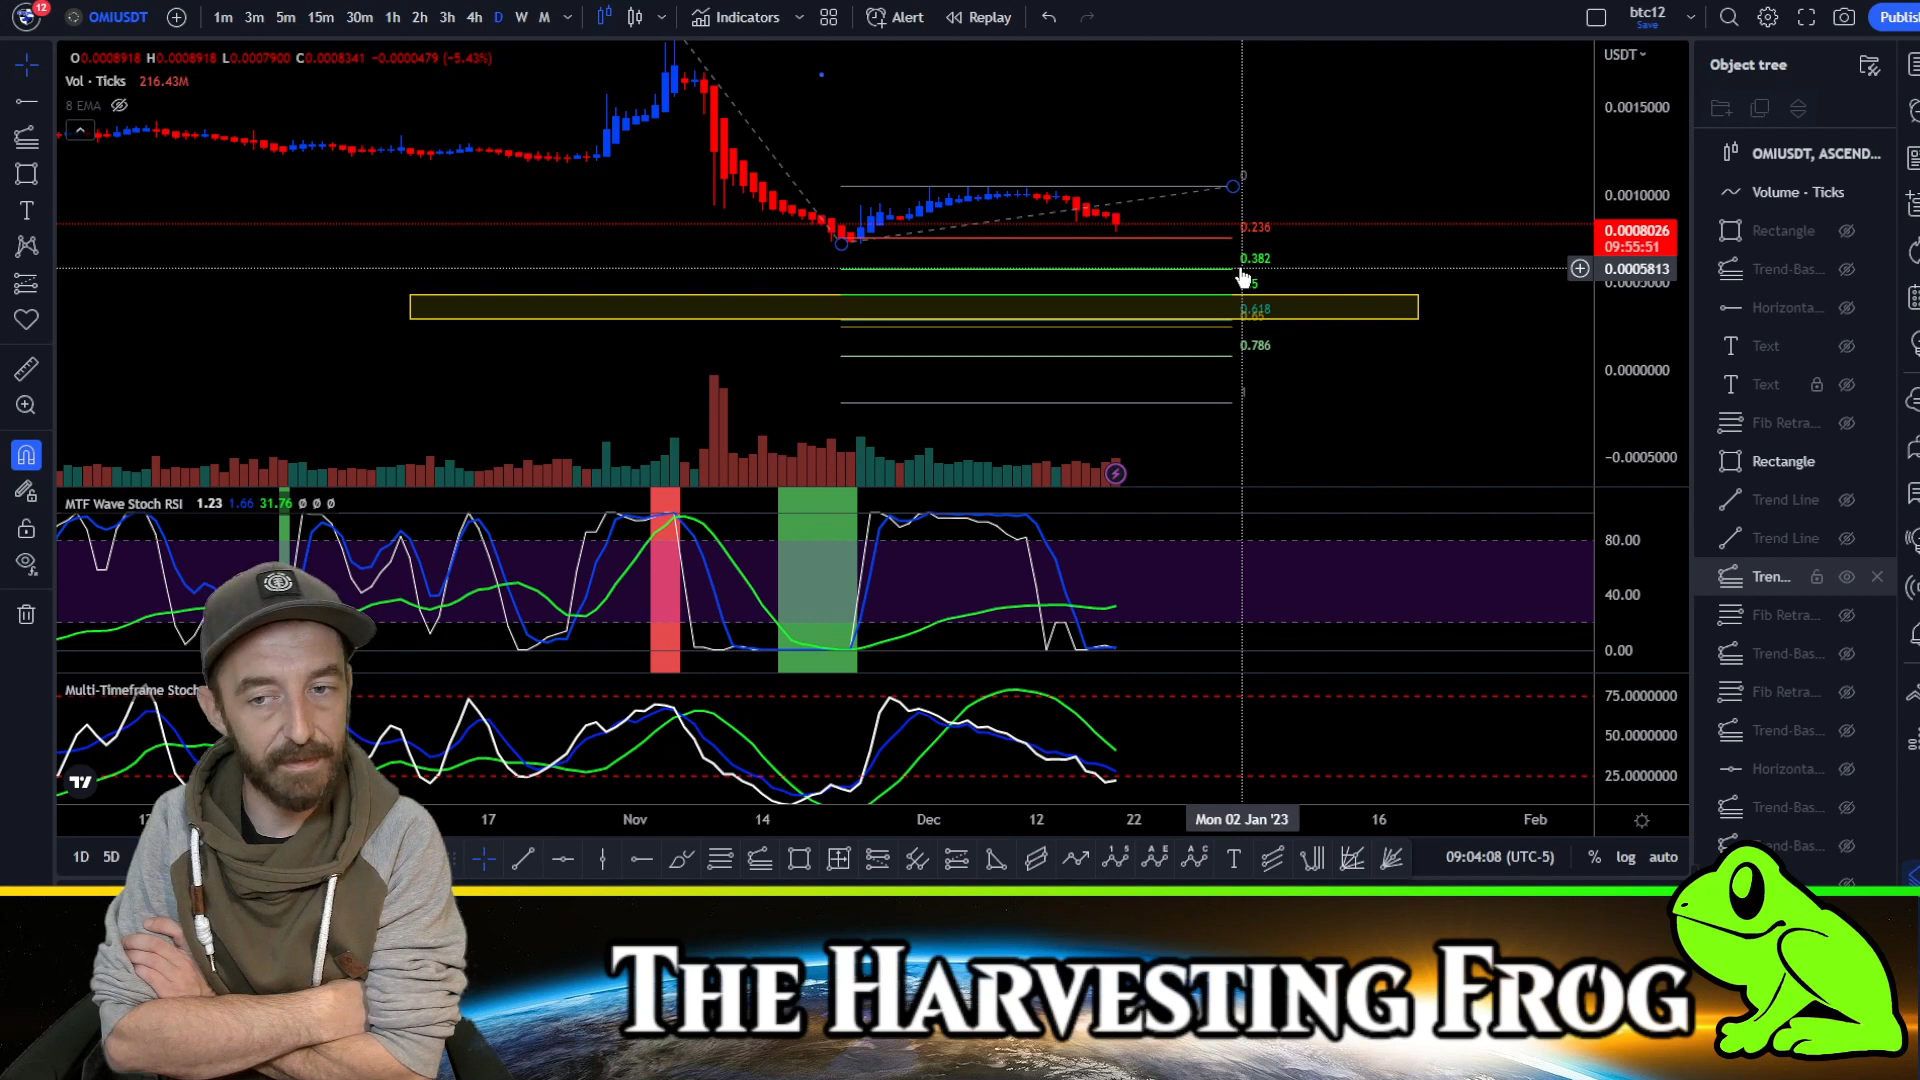 12
OMIUSDT
1m 3m 5m 15m 30m 1h 2h 3h 4h D W M
Indicators
Alert
Replay
btc12
Save
Publis
O0.0008918 H0.0008918 L0.0007900 C0.0008341 -0.0000479 (-5.43%)
Vol · Ticks 216.43M
8 EMA
USDT
0.0015000
0.0010000
0.0008026
09:55:51
0.0005813
0.0000000
-0.0005000
0
0.236
0.382
0.618
0.786
1
Object tree
OMIUSDT, ASCEND...
Volume · Ticks
Rectangle
Trend-Bas...
Horizonta...
Text
Text
Fib Retra...
Rectangle
Trend Line
Trend Line
Tren...
Fib Retra...
Trend-Bas...
Fib Retra...
Trend-Bas...
Horizonta...
Trend-Bas...
Trend-Bas...
MTF Wave Stoch RSI 1.23 1.66 31.76 Ø Ø Ø
80.00
40.00
0.00
Multi-Timeframe Stoch
75.0000000
50.0000000
25.0000000
17 Nov 14 Dec 12 22 Mon 02 Jan '23 16 Feb
1D 5D
09:04:08 (UTC-5) % log auto
THE HARVESTING FROG